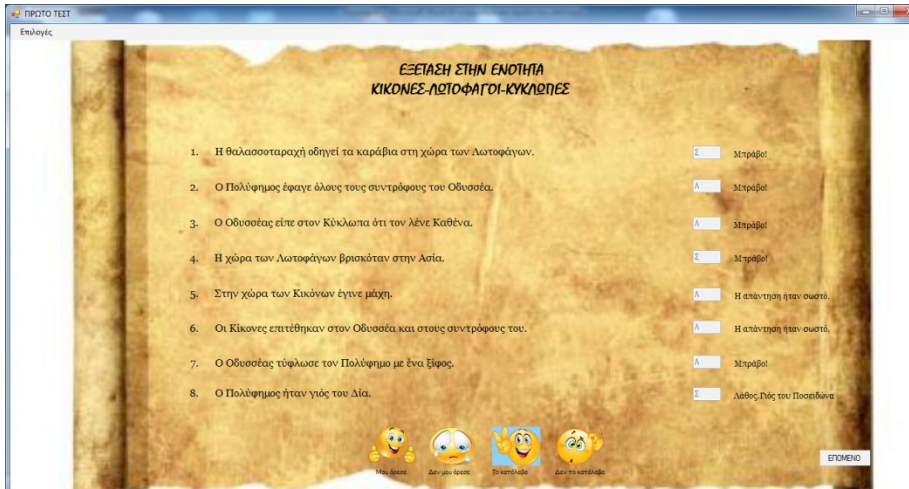 ΠΡΩΤΟ ΤΕΣΤ
Επιλογές
ΕΞΕΤΑΣΗ ΣΤΗΝ ΕΝΟΤΗΤΑ
ΚΙΚΟΝΕΣ-ΛΩΤΟΦΑΓΟΙ-ΚΥΚΛΩΠΕΣ
1. Η θαλασσοταραχή οδηγεί τα καράβια στη χώρα των Λωτοφάγων. Σ Μπράβο!
2. Ο Πολύφημος έφαγε όλους τους συντρόφους του Οδυσσέα. Λ Μπράβο!
3. Ο Οδυσσέας είπε στον Κύκλωπα ότι τον λένε Καθένα. Λ Μπράβο!
4. Η χώρα των Λωτοφάγων βρισκόταν στην Ασία. Σ Μπράβο!
5. Στην χώρα των Κικόνων έγινε μάχη. Λ Η απάντηση ήταν σωστό.
6. Οι Κίκονες επιτέθηκαν στον Οδυσσέα και στους συντρόφους του. Λ Η απάντηση ήταν σωστό.
7. Ο Οδυσσέας τύφλωσε τον Πολύφημο με ένα ξίφος. Λ Μπράβο!
8. Ο Πολύφημος ήταν γιός του Δία. Σ Λάθος.Γιός του Ποσειδώνα
Μου άρεσε Δεν μου άρεσε Το κατάλαβα Δεν το κατάλαβα
ΕΠΟΜΕΝΟ